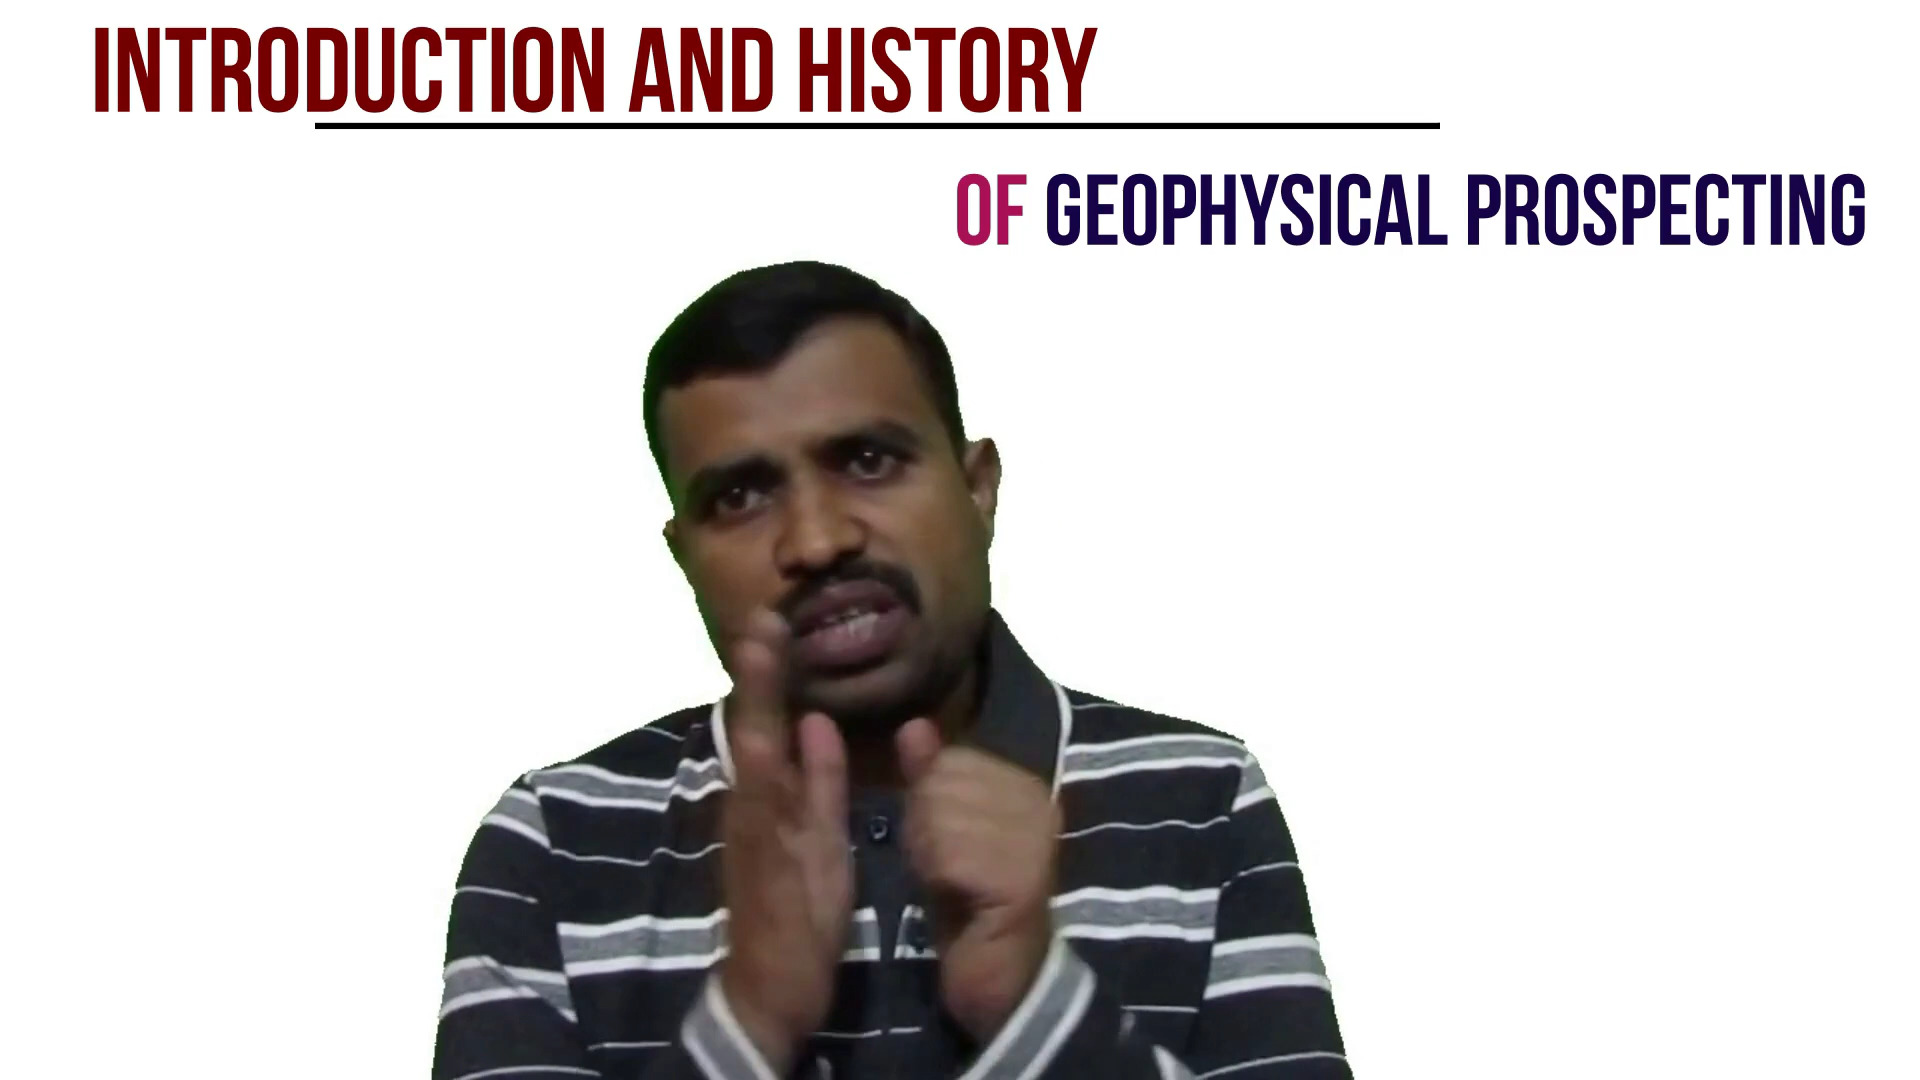 INTRODUCTION AND HISTORY
OF GEOPHYSICAL PROSPECTING